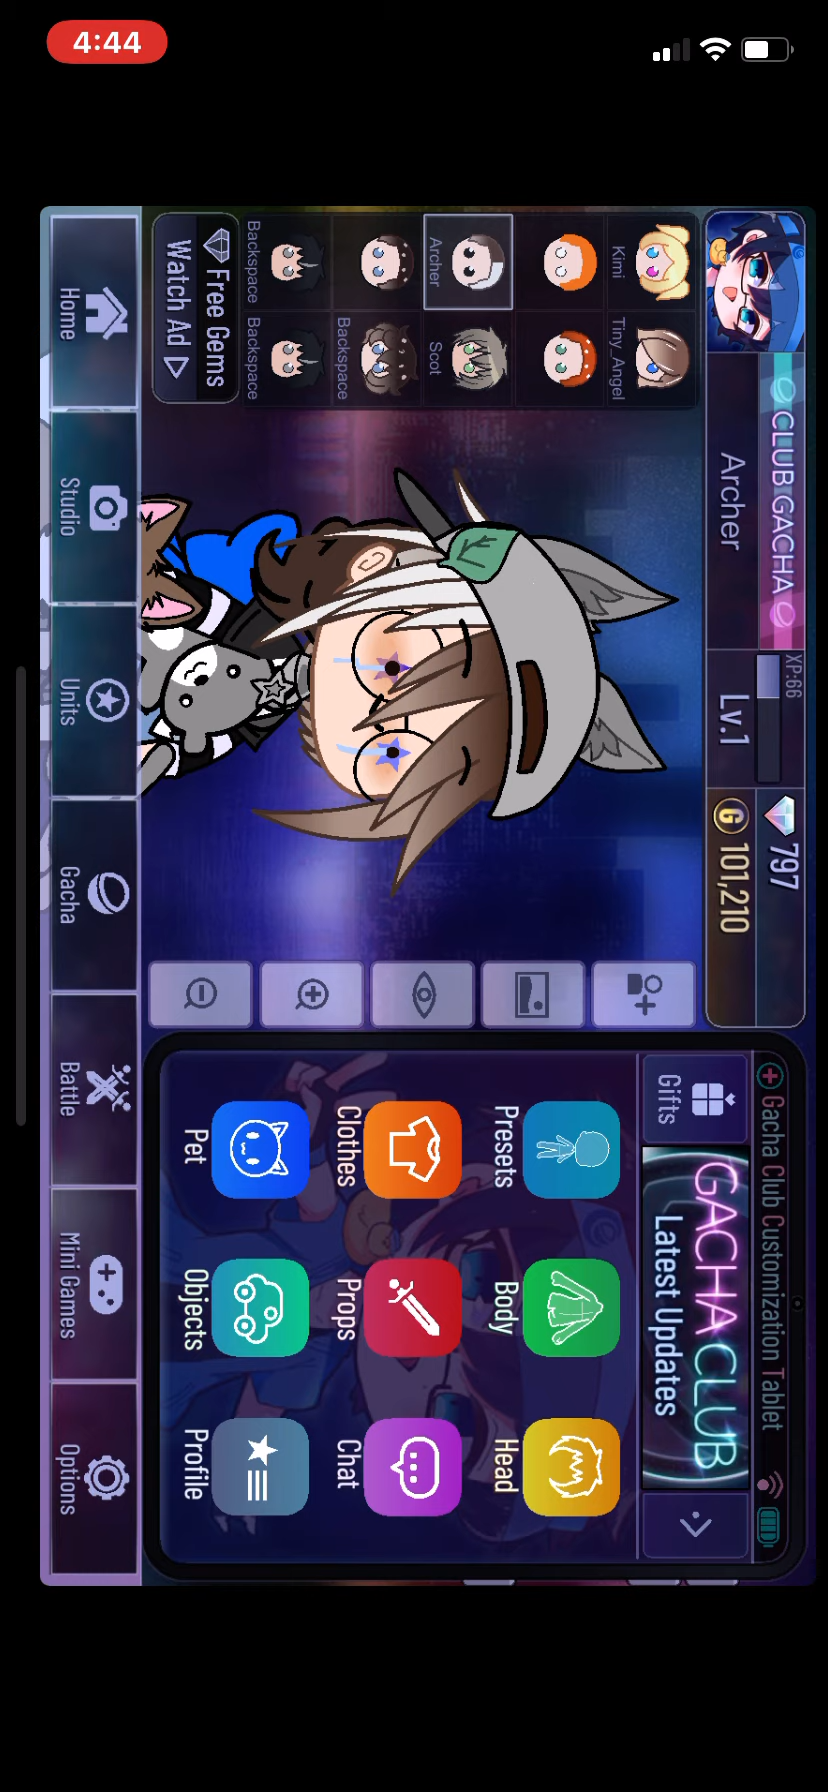 4:44
CLUB GACHA
Archer
XP:66
Lv.1
797
G 101,210
Kimi
Tiny_Angel
Archer
Scot
Backspace
Backspace
Backspace
Free Gems
Watch Ad
Gacha Club Customization Tablet
Gifts
GACHA CLUB
Latest Updates
Presets
Body
Head
Clothes
Props
Chat
Pet
Objects
Profile
Home
Studio
Units
Gacha
Battle
Mini Games
Options